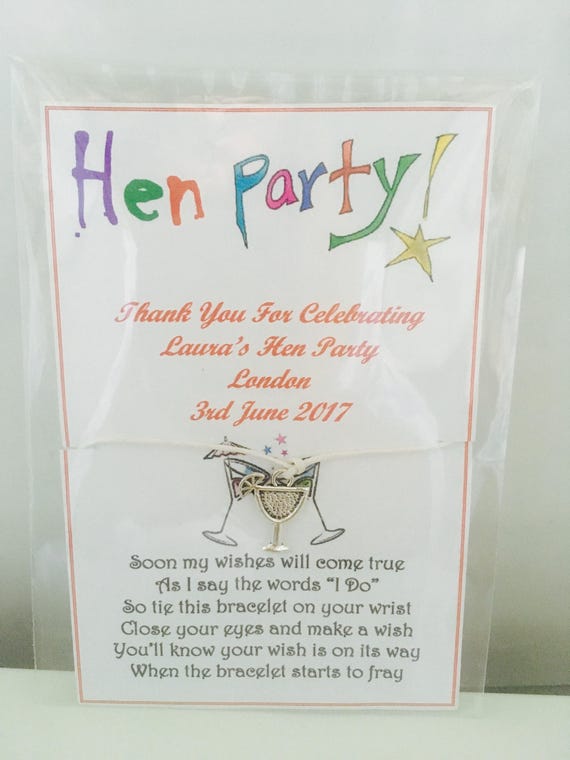 Hen Party!
Thank You For Celebrating
Laura's Hen Party
London
3rd June 2017
Soon my wishes will come true
As I say the words “I Do”
So tie this bracelet on your wrist
Close your eyes and make a wish
You'll know your wish is on its way
When the bracelet starts to fray